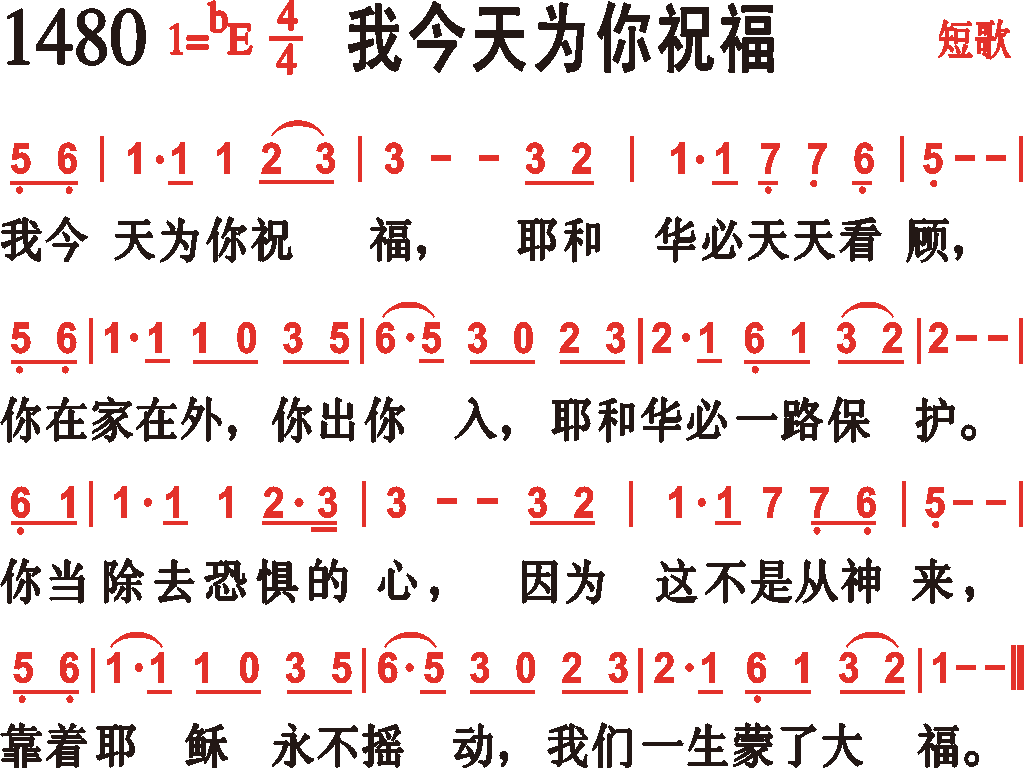 1480 1=bE 4/4 我今天为你祝福 短歌
5 6 | 1·1 1 2 3 | 3 - - 3 2 | 1·1 7 7 6 | 5 - - |
我今 天为你祝 福， 耶和 华必天天看 顾，
5 6 | 1·1 1 0 3 5 | 6·5 3 0 2 3 | 2·1 6 1 3 2 | 2 - - |
你在家在外，你出你 入，耶和华必一路保 护。
6 1 | 1·1 1 2·3 | 3 - - 3 2 | 1·1 7 7 6 | 5 - - |
你当除去恐惧的 心， 因为 这不是从神 来，
5 6 | 1·1 1 0 3 5 | 6·5 3 0 2 3 | 2·1 6 1 3 2 | 1 - - ||
靠着耶 稣 永不摇 动，我们一生蒙了大 福。